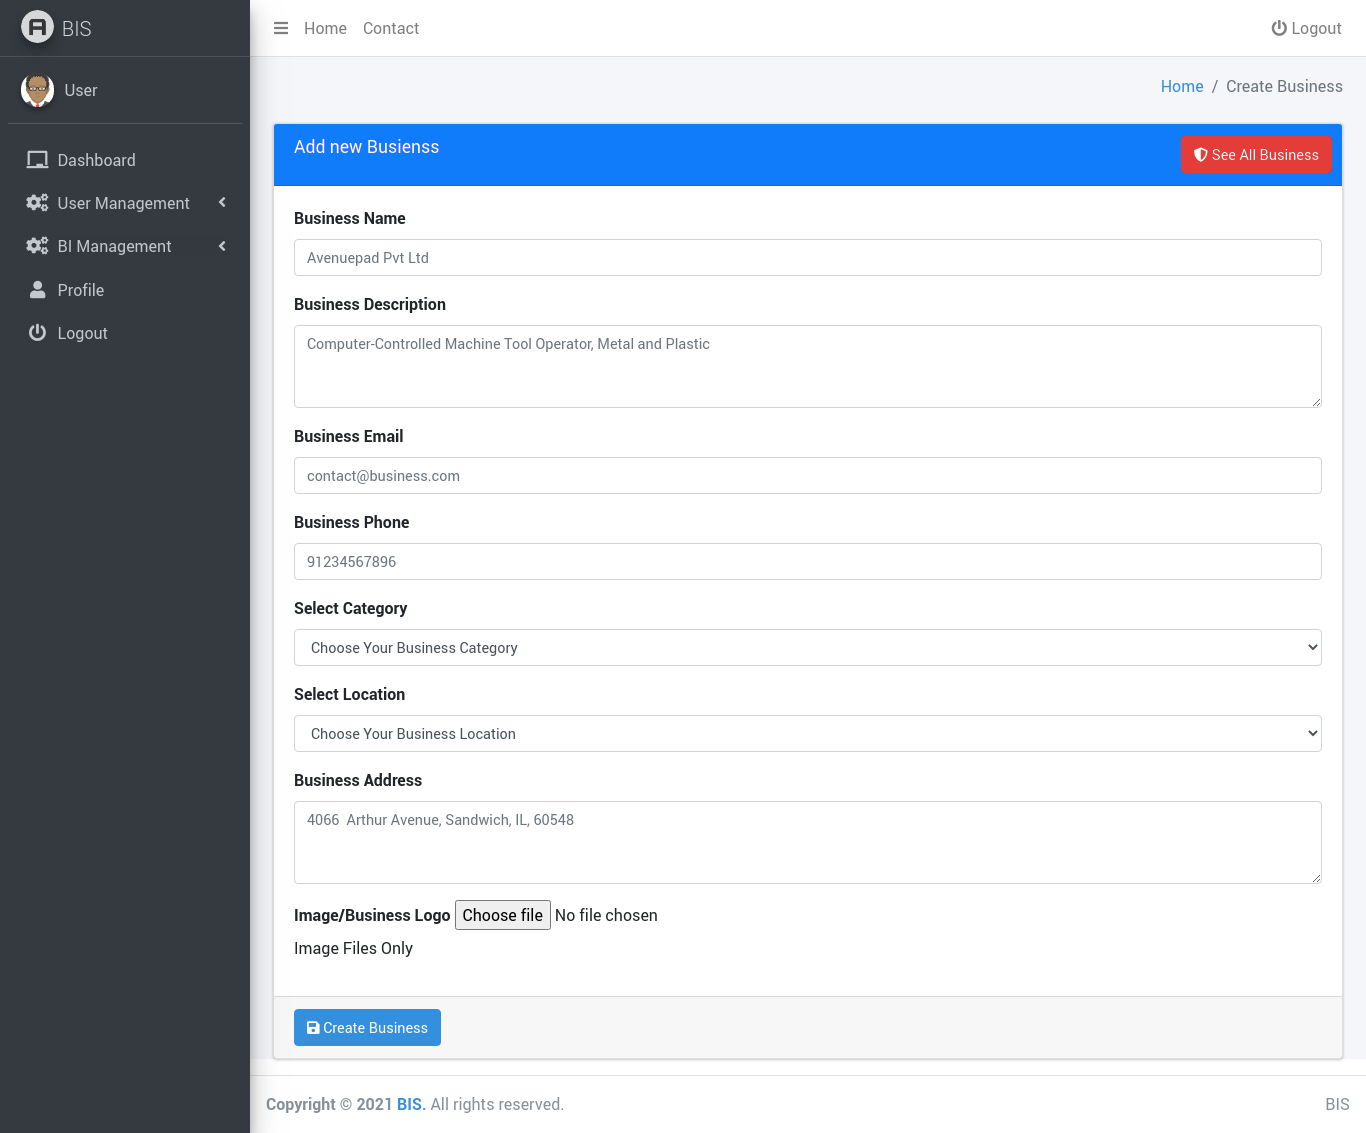 BIS
Home
Contact
Logout
User
Home / Create Business
Dashboard
User Management
BI Management
Profile
Logout
Add new Busienss
See All Business
Business Name
Avenuepad Pvt Ltd
Business Description
Computer-Controlled Machine Tool Operator, Metal and Plastic
Business Email
contact@business.com
Business Phone
91234567896
Select Category
Choose Your Business Category
Select Location
Choose Your Business Location
Business Address
4066  Arthur Avenue, Sandwich, IL, 60548
Image/Business Logo Choose file No file chosen
Image Files Only
Create Business
Copyright © 2021 BIS. All rights reserved.
BIS